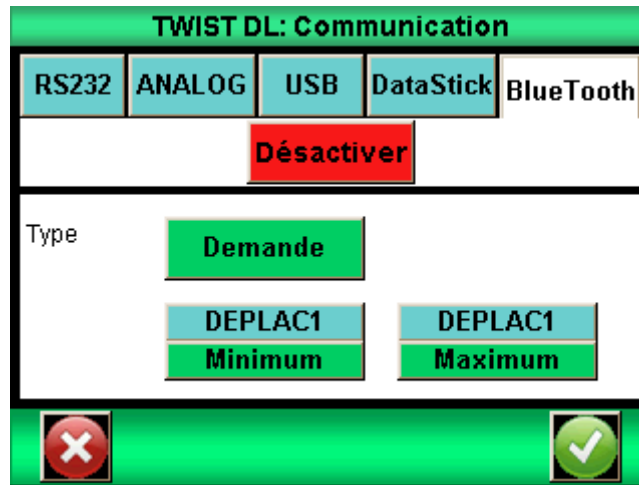 TWIST DL: Communication
RS232 ANALOG USB DataStick BlueTooth
Désactiver
Type
Demande
DEPLAC1 DEPLAC1
Minimum Maximum